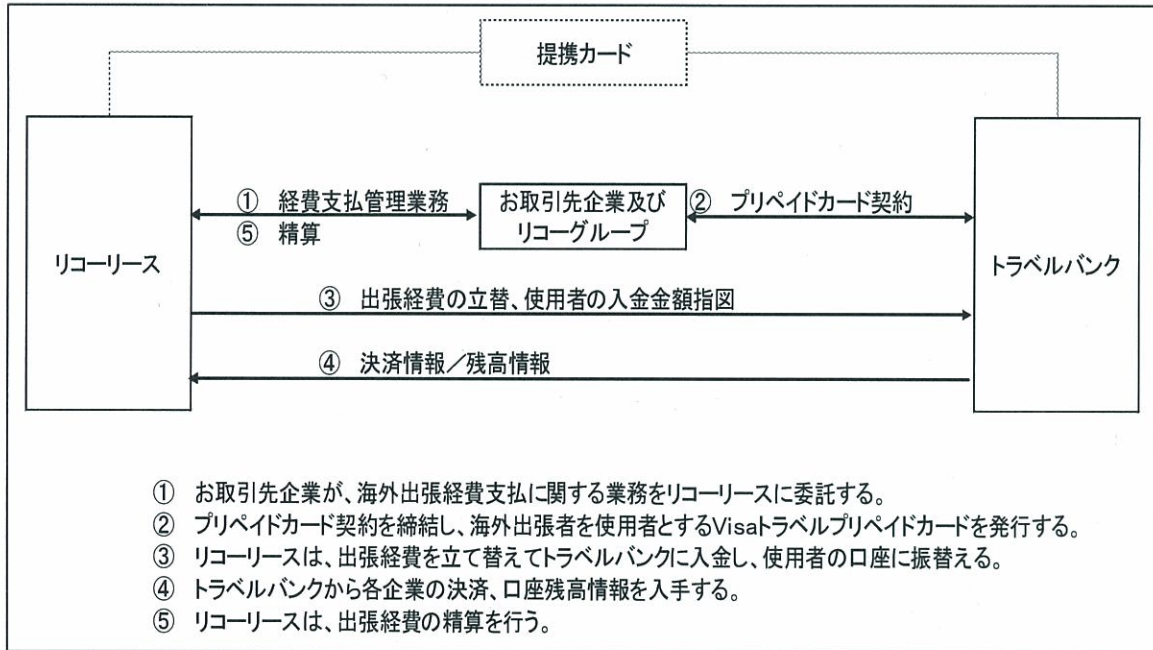 提携カード
① 経費支払管理業務
⑤ 精算
お取引先企業及び
リコーグループ
② プリペイドカード契約
リコーリース
トラベルバンク
③ 出張経費の立替、使用者の入金金額指図
④ 決済情報／残高情報
① お取引先企業が、海外出張経費支払に関する業務をリコーリースに委託する。
② プリペイドカード契約を締結し、海外出張者を使用者とするVisaトラベルプリペイドカードを発行する。
③ リコーリースは、出張経費を立て替えてトラベルバンクに入金し、使用者の口座に振替える。
④ トラベルバンクから各企業の決済、口座残高情報を入手する。
⑤ リコーリースは、出張経費の精算を行う。